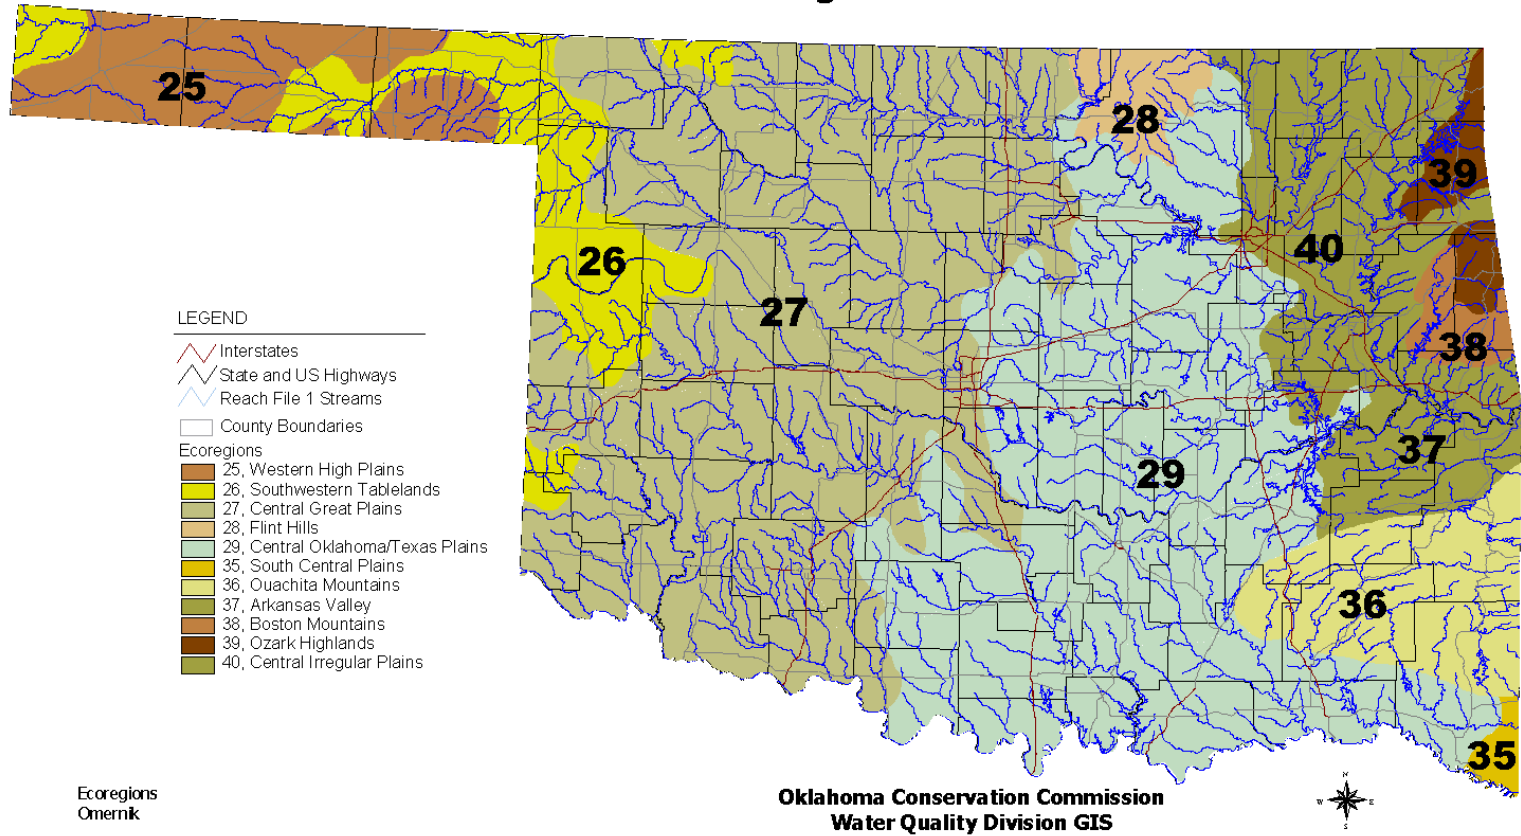 25
28
39
40
26
27
38
LEGEND
Interstates
State and US Highways
Reach File 1 Streams
County Boundaries
Ecoregions
25, Western High Plains
26, Southwestern Tablelands
27, Central Great Plains
28, Flint Hills
29, Central Oklahoma/Texas Plains
35, South Central Plains
36, Ouachita Mountains
37, Arkansas Valley
38, Boston Mountains
39, Ozark Highlands
40, Central Irregular Plains
37
29
36
35
N
W E
S
Ecoregions
Omernik
Oklahoma Conservation Commission
Water Quality Division GIS